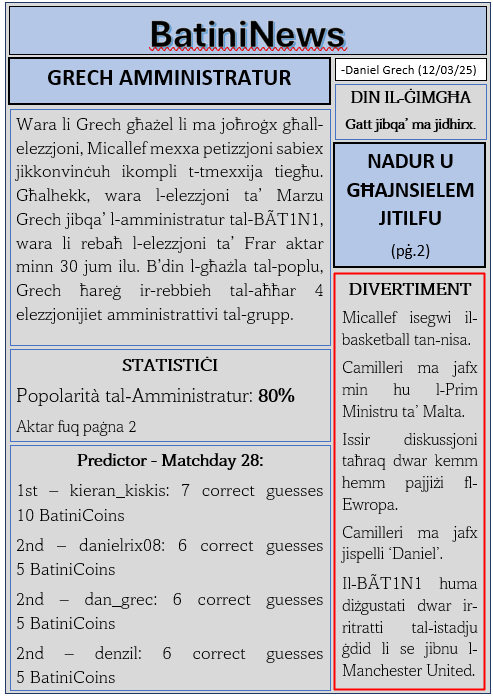 BatiniNews
GRECH AMMINISTRATUR
Wara li Grech għażel li ma joħroġx għall-
elezzjoni, Micallef mexxa petizzjoni sabiex
jikkonvinċuh ikompli t-tmexxija tiegħu.
Għalhekk, wara l-elezzjoni ta’ Marzu
Grech jibqa’ l-amministratur tal-BÃT1N1,
wara li rebaħ l-elezzjoni ta’ Frar aktar
minn 30 jum ilu. B’din l-għażla tal-poplu,
Grech ħareġ ir-rebbieh tal-aħħar 4
elezzjonijiet amministrattivi tal-grupp.
STATISTIĊI
Popolarità tal-Amministratur: 80%
Aktar fuq paġna 2
Predictor - Matchday 28:
1st – kieran_kiskis: 7 correct guesses
10 BatiniCoins
2nd – danielrix08: 6 correct guesses
5 BatiniCoins
2nd – dan_grec: 6 correct guesses
5 BatiniCoins
2nd – denzil: 6 correct guesses
5 BatiniCoins
-Daniel Grech (12/03/25)
DIN IL-ĠIMGĦA
Gatt jibqa’ ma jidhirx.
NADUR U
GĦAJNSIELEM
JITILFU
(pġ.2)
DIVERTIMENT
Micallef isegwi il-
basketball tan-nisa.
Camilleri ma jafx
min hu l-Prim
Ministru ta’ Malta.
Issir diskussjoni
taħraq dwar kemm
hemm pajjiżi fl-
Ewropa.
Camilleri ma jafx
jispelli ‘Daniel’.
Il-BÃT1N1 huma
diżgustati dwar ir-
ritratti tal-istadju
ġdid li se jibnu l-
Manchester United.